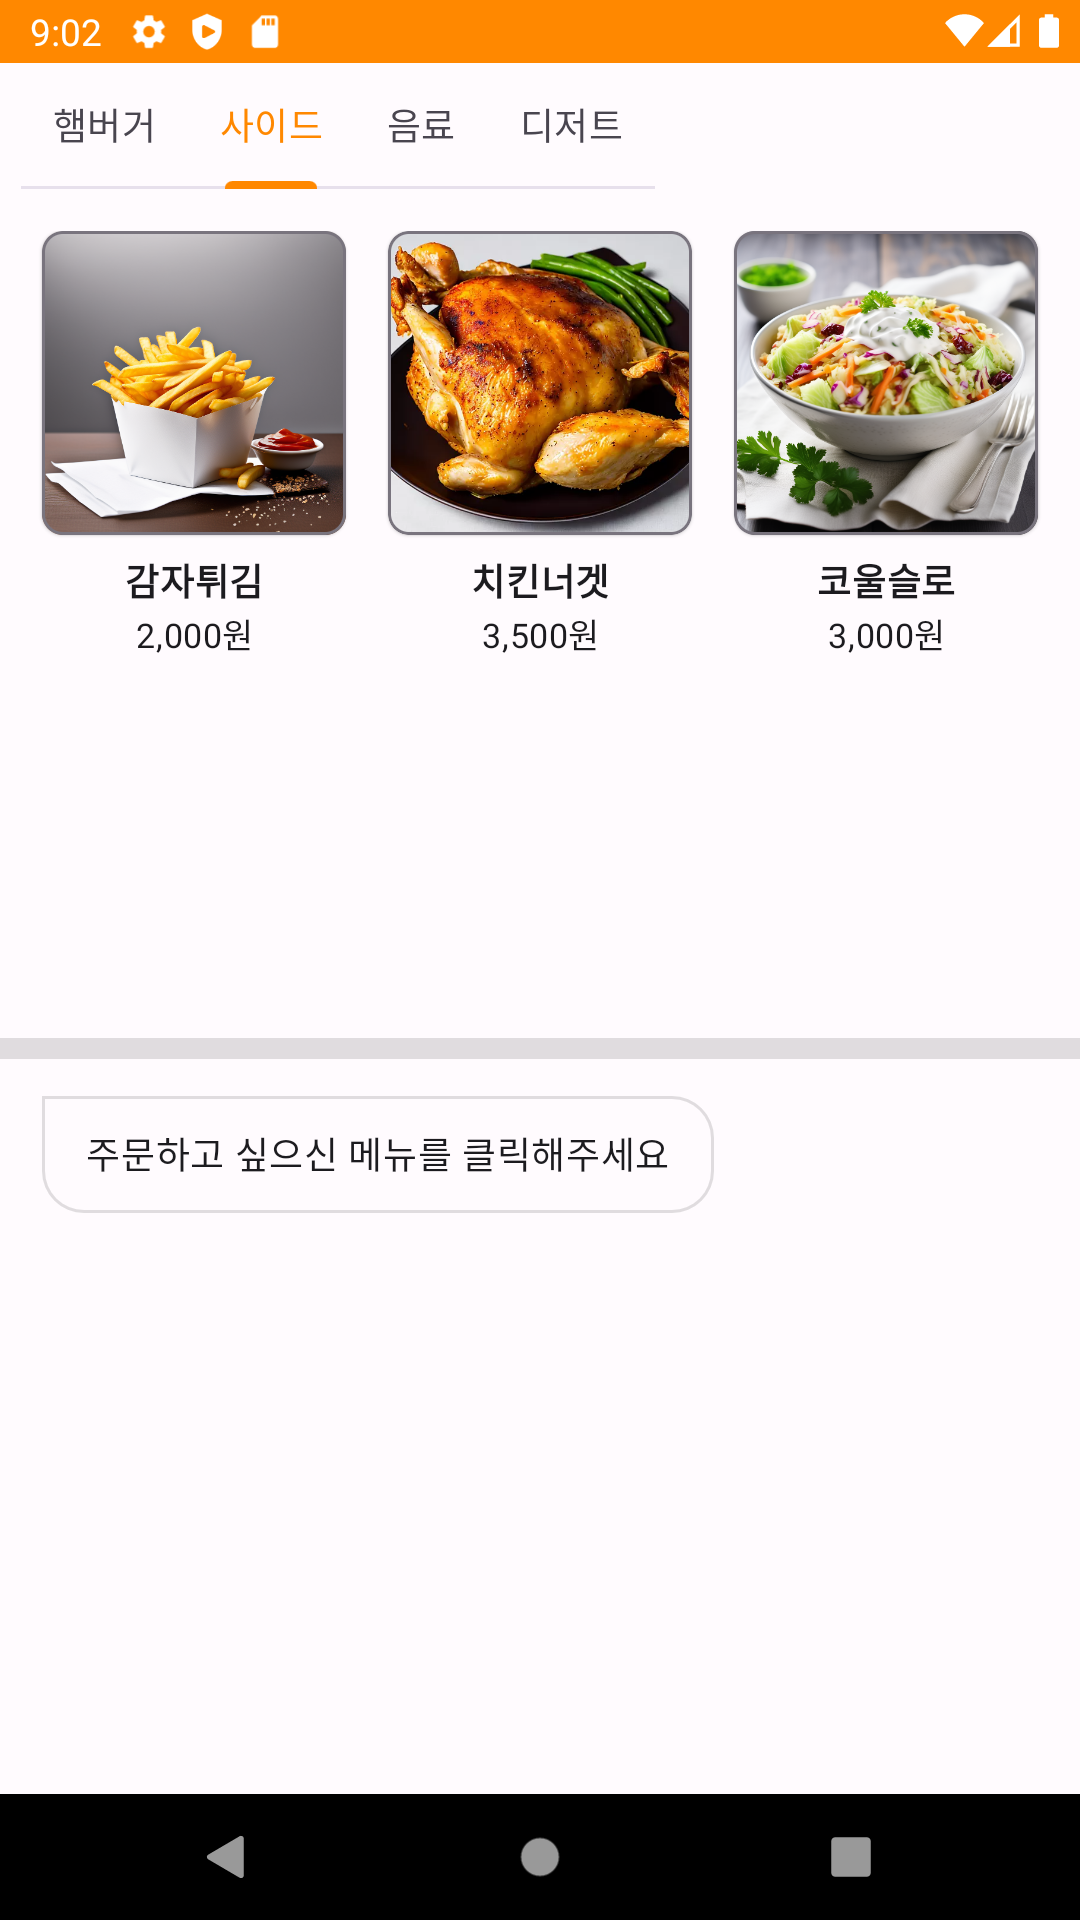 9:02
햄버거 사이드 음료 디저트
감자튀김 치킨너겟 코울슬로
2,000원 3,500원 3,000원
주문하고 싶으신 메뉴를 클릭해주세요